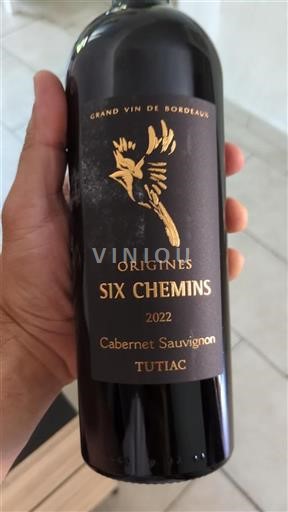 GRAND VIN DE BORDEAUX
VINIOU
ORIGINES
SIX CHEMINS
2022
Cabernet Sauvignon
TUTIAC